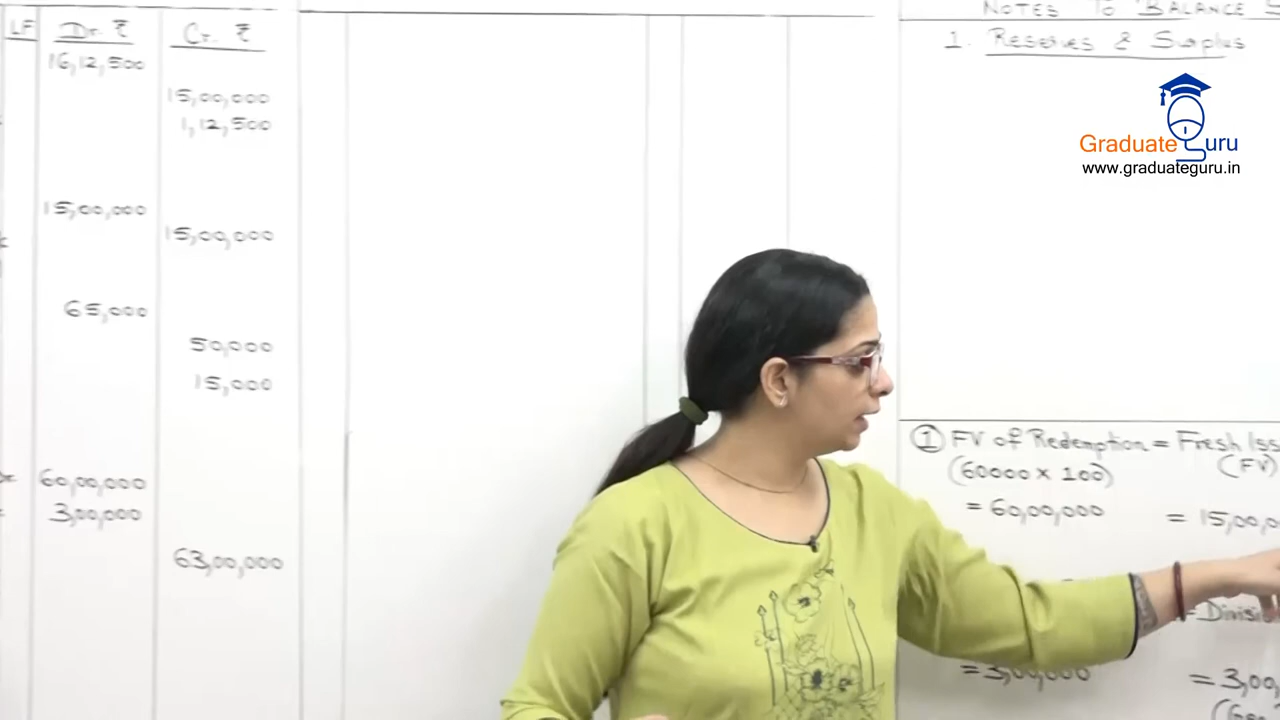 LF Dr. ₹ Cr. ₹
16,12,500
15,00,000
1,12,500
15,00,000
15,00,000
65,000
50,000
15,000
60,00,000
3,00,000
63,00,000
NOTES TO BALANCE
1. Reserves & Surplus
Graduate Guru
www.graduateguru.in
① FV of Redemption = Fresh Iss
(60000 x 100) (FV)
= 60,00,000 = 15,00,0
Divisi
= 3,00,000 = 3,00,